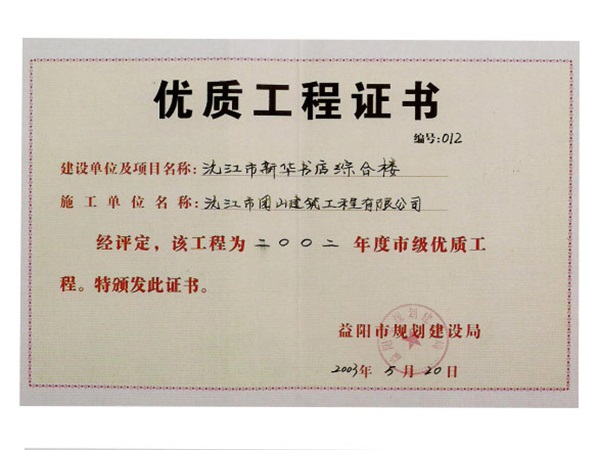 优质工程证书
编号:012
建设单位及项目名称:沅江市新华书店综合楼
施工单位名称:沅江市园山建筑工程有限公司
经评定，该工程为二00二年度市级优质工
程。特颁发此证书。
益阳市规划建设局
2003年5月20日